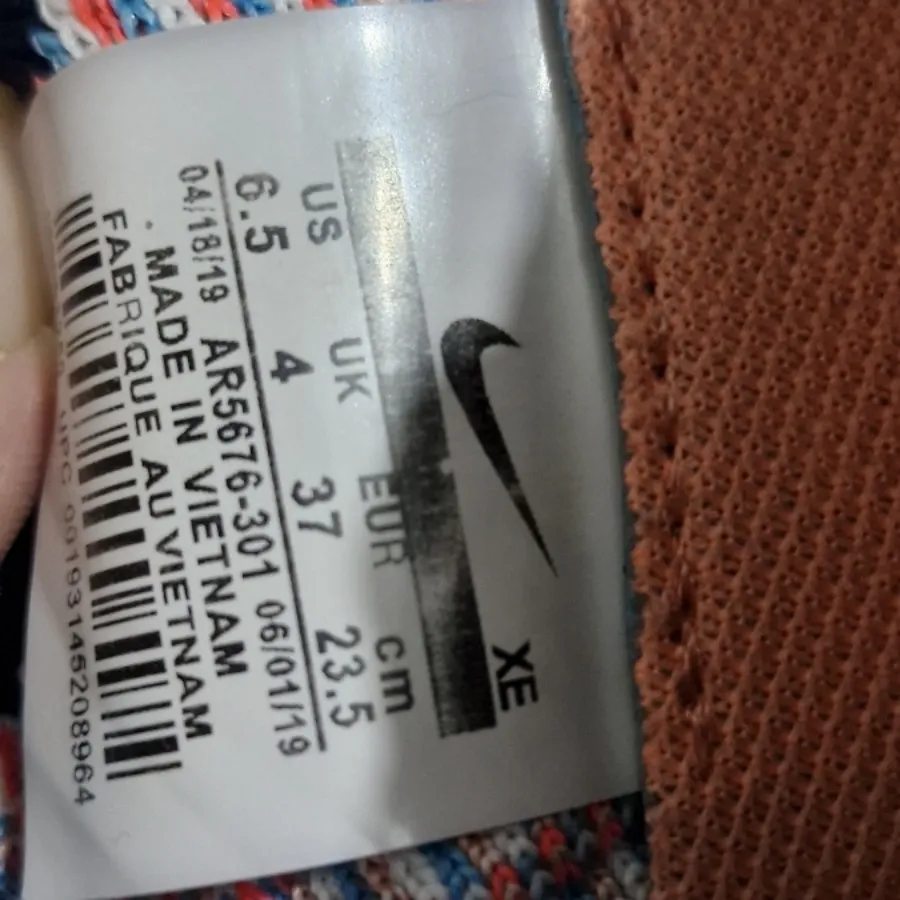 XE
US UK EUR cm
6.5 4 37 23.5
04/18/19 AR5676-301 06/01/19
MADE IN VIETNAM
FABRIQUE AU VIETNAM
UPC 00193145208964